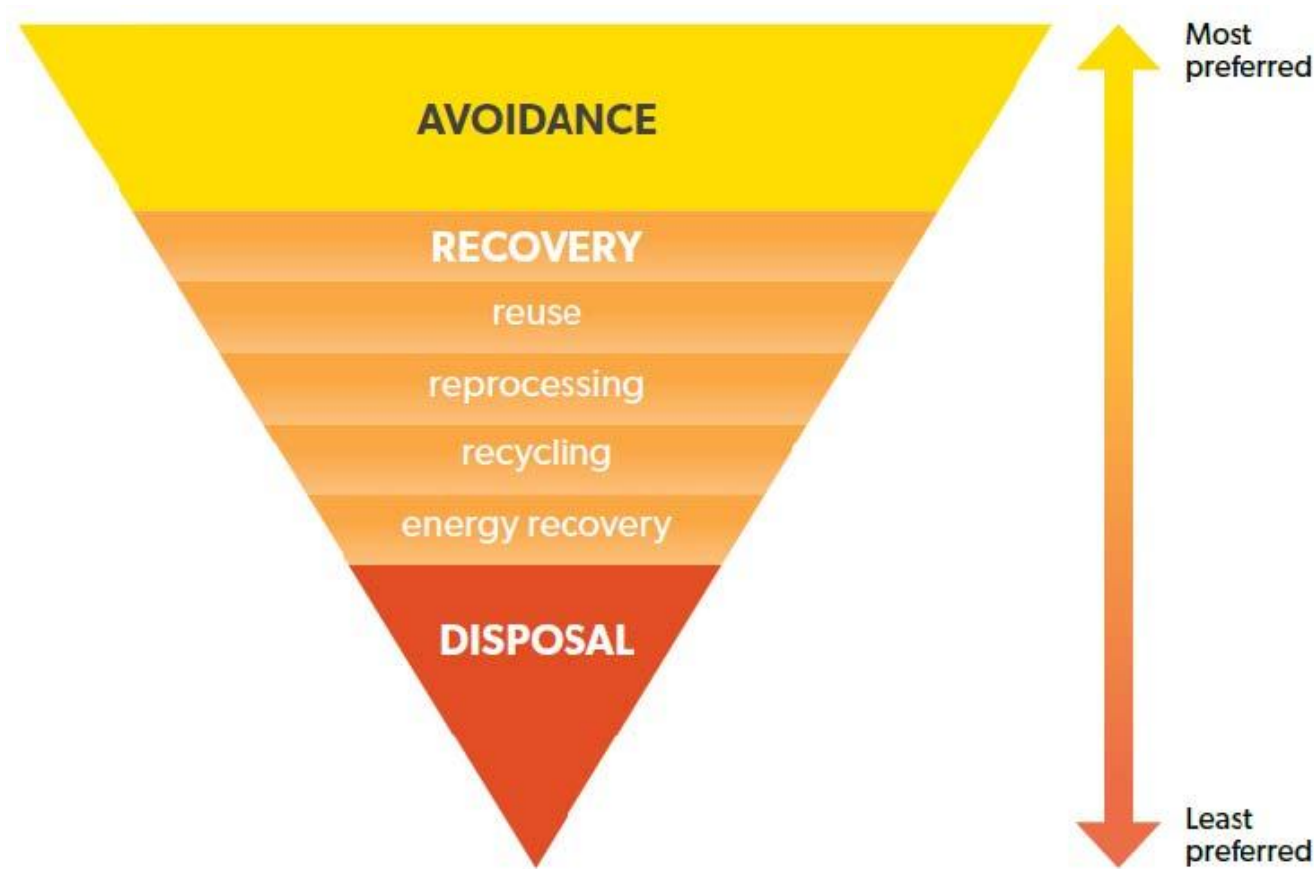 AVOIDANCE
RECOVERY
reuse
reprocessing
recycling
energy recovery
DISPOSAL
Most
preferred
Least
preferred